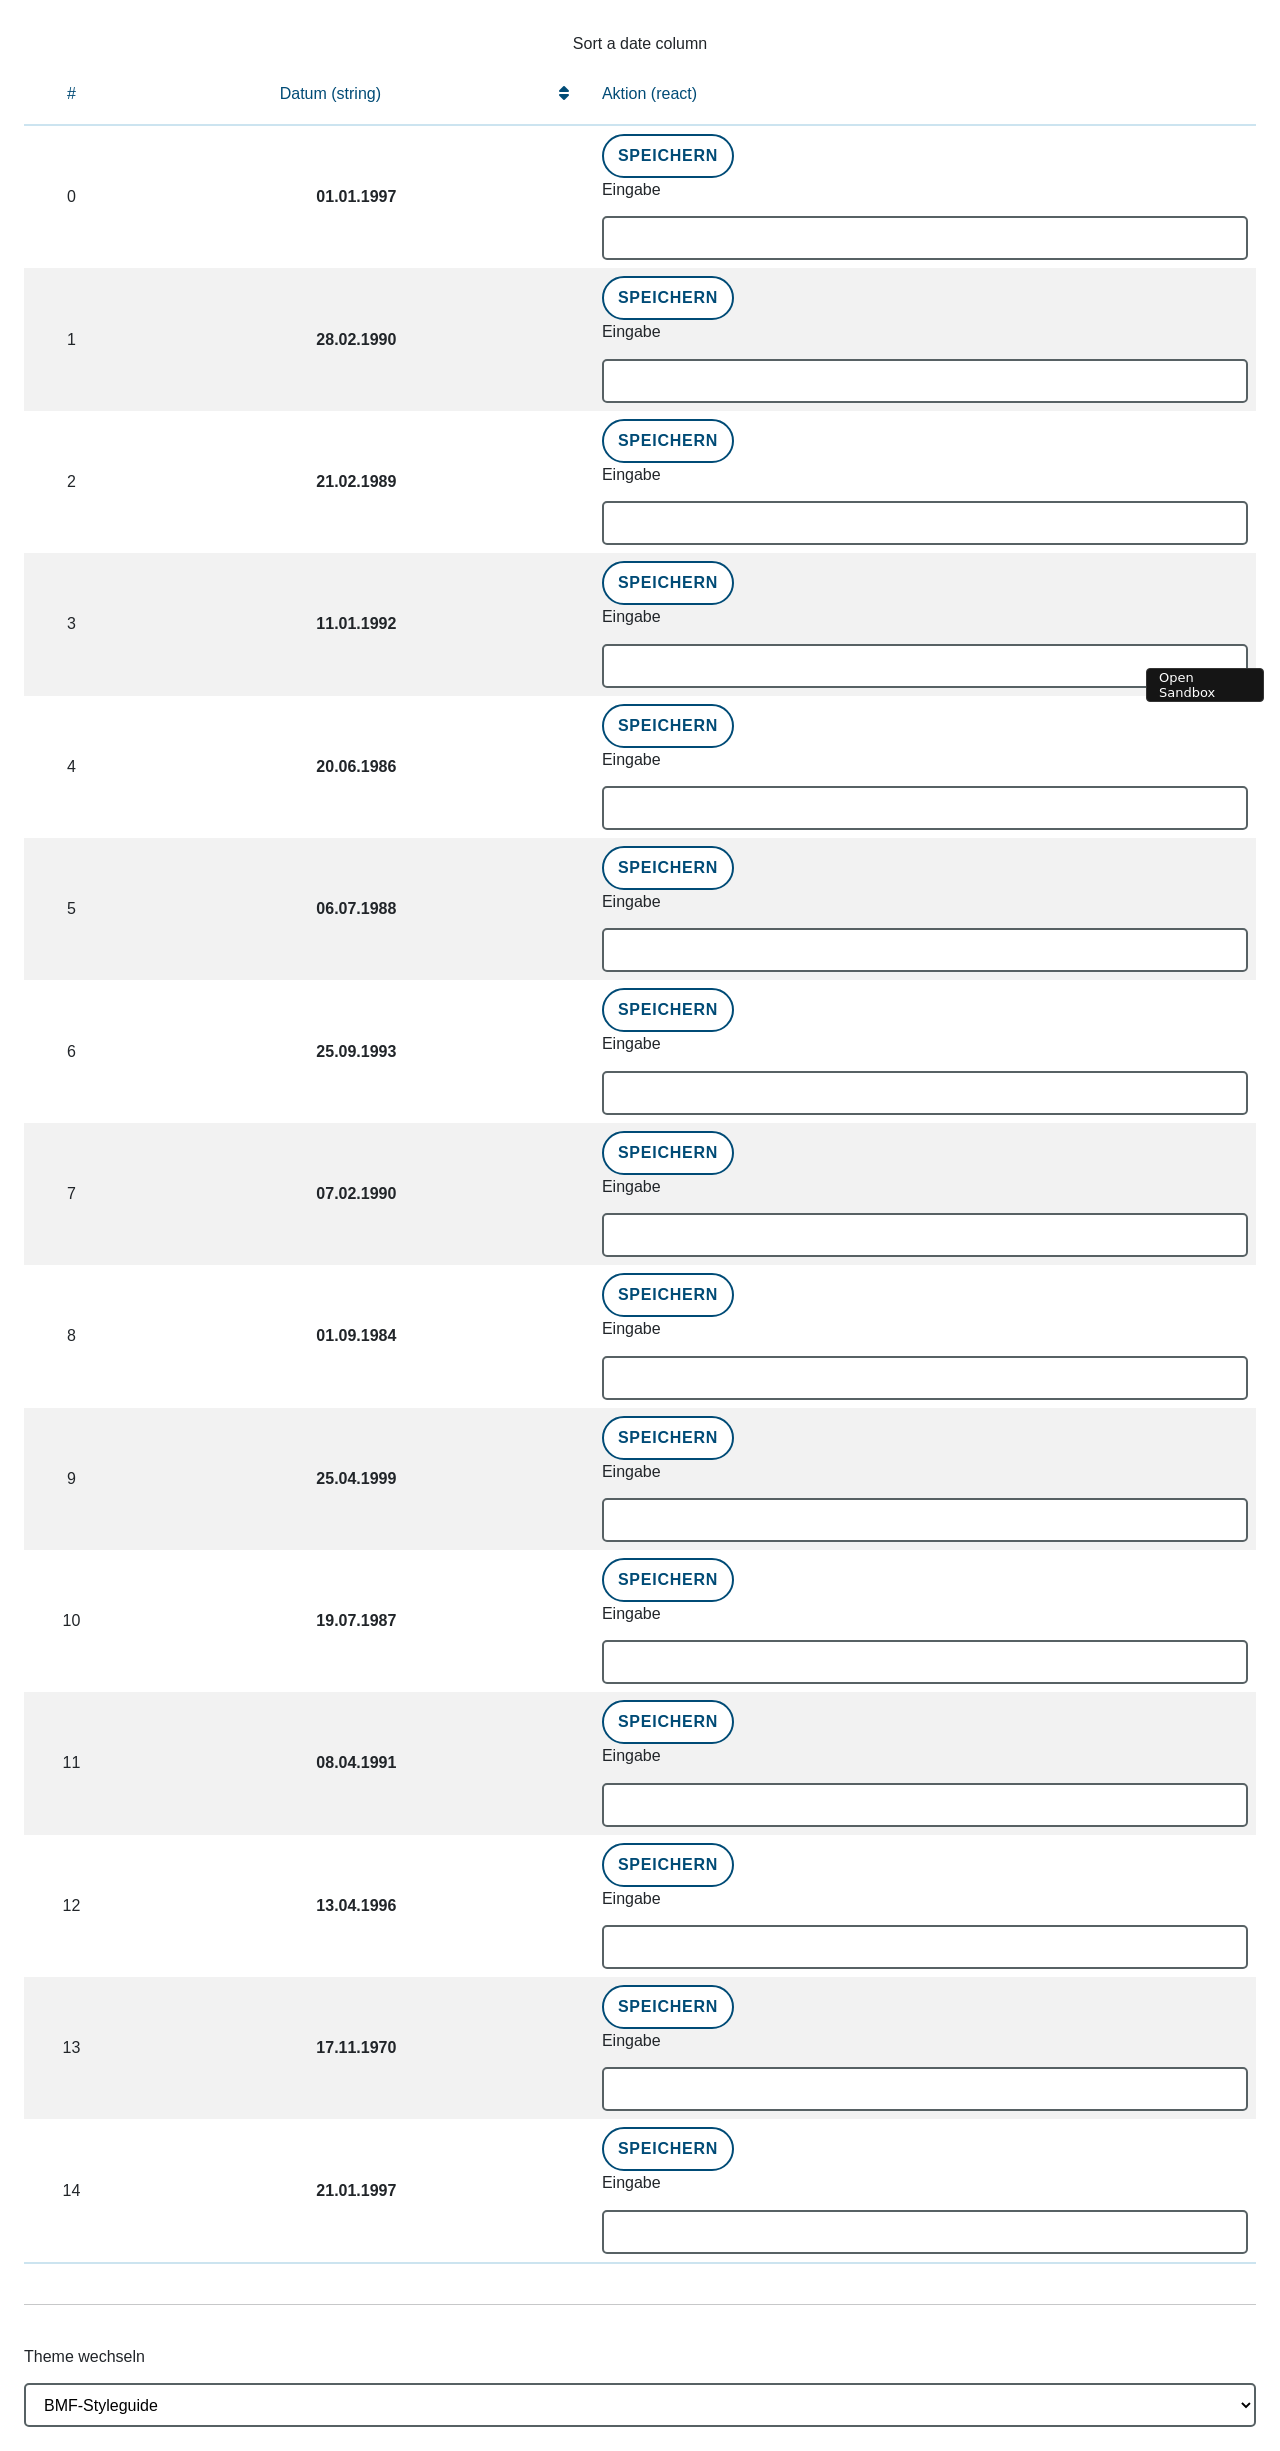 Sort a date column
# Datum (string) Aktion (react)
SPEICHERN
0 01.01.1997 Eingabe
SPEICHERN
1 28.02.1990 Eingabe
SPEICHERN
2 21.02.1989 Eingabe
SPEICHERN
3 11.01.1992 Eingabe
Open
Sandbox
SPEICHERN
4 20.06.1986 Eingabe
SPEICHERN
5 06.07.1988 Eingabe
SPEICHERN
6 25.09.1993 Eingabe
SPEICHERN
7 07.02.1990 Eingabe
SPEICHERN
8 01.09.1984 Eingabe
SPEICHERN
9 25.04.1999 Eingabe
SPEICHERN
10 19.07.1987 Eingabe
SPEICHERN
11 08.04.1991 Eingabe
SPEICHERN
12 13.04.1996 Eingabe
SPEICHERN
13 17.11.1970 Eingabe
SPEICHERN
14 21.01.1997 Eingabe
Theme wechseln
BMF-Styleguide